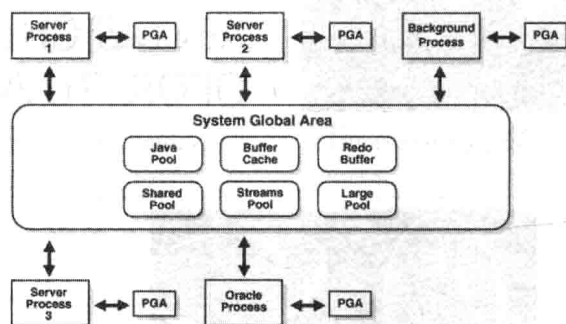 Server
Process
1
PGA
Server
Process
2
PGA
Background
Process
PGA
System Global Area
Java
Pool
Buffer
Cache
Redo
Buffer
Shared
Pool
Streams
Pool
Large
Pool
Server
Process
3
PGA
Oracle
Process
PGA